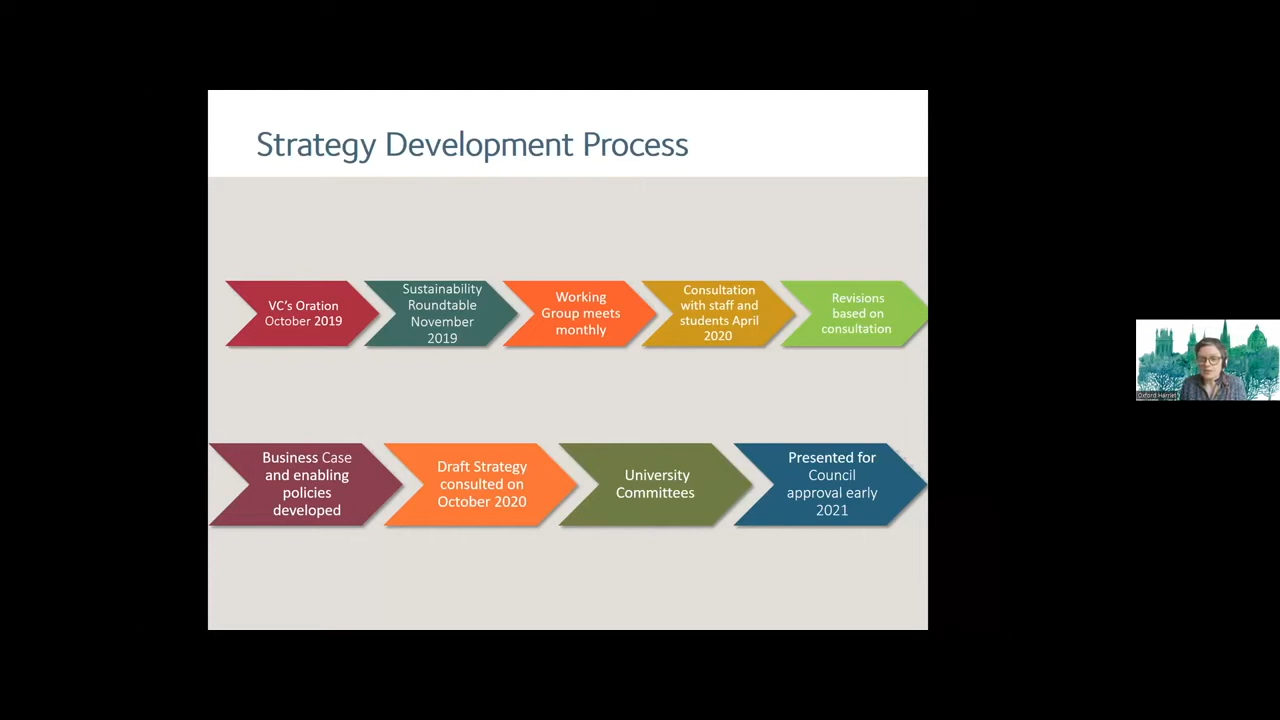 Strategy Development Process
VC's Oration
October 2019
Sustainability
Roundtable
November
2019
Working
Group meets
monthly
Consultation
with staff and
students April
2020
Revisions
based on
consultation
Business Case
and enabling
policies
developed
Draft Strategy
consulted on
October 2020
University
Committees
Presented for
Council
approval early
2021
Oxford Harriet